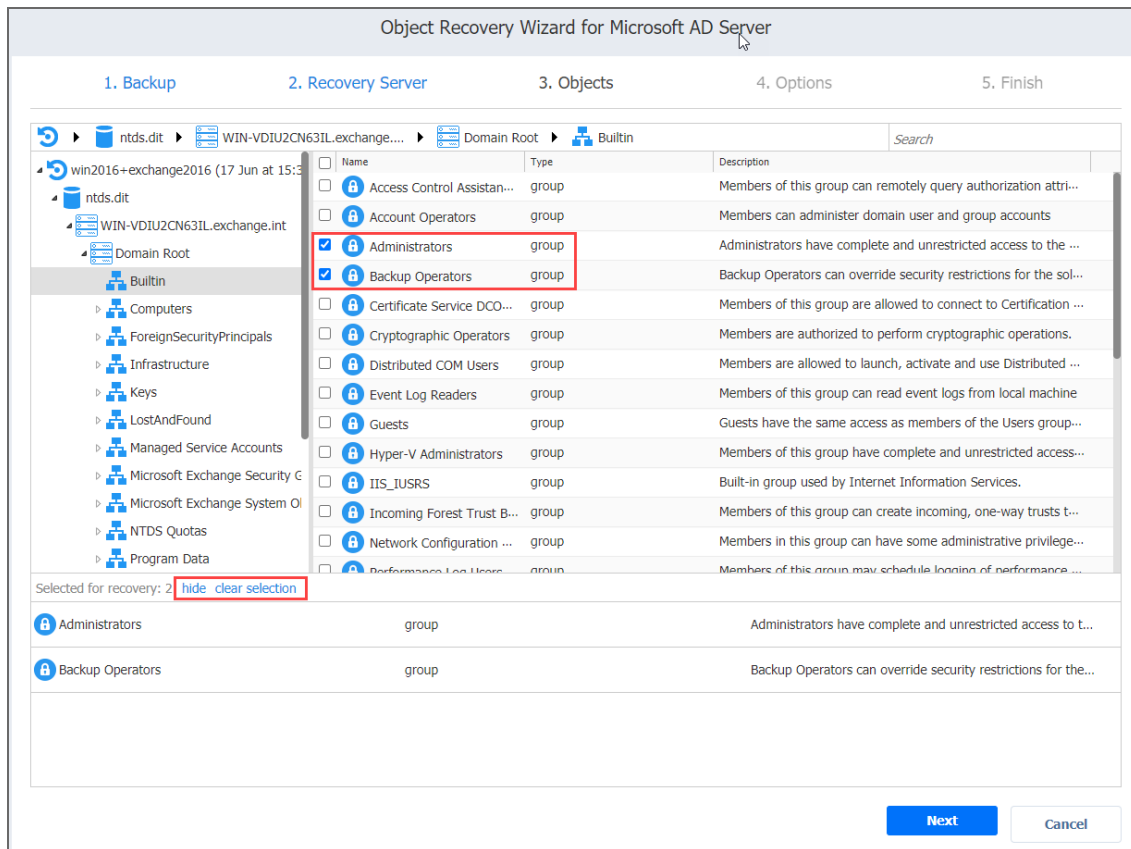 Object Recovery Wizard for Microsoft AD Server
1. Backup 2. Recovery Server 3. Objects 4. Options 5. Finish
ntds.dit WIN-VDIU2CN63IL.exchange.... Domain Root Builtin Search
win2016+exchange2016 (17 Jun at 15:3
ntds.dit
WIN-VDIU2CN63IL.exchange.int
Domain Root
Builtin
Computers
ForeignSecurityPrincipals
Infrastructure
Keys
LostAndFound
Managed Service Accounts
Microsoft Exchange Security G
Microsoft Exchange System Ol
NTDS Quotas
Program Data
Name Type Description
Access Control Assistan... group Members of this group can remotely query authorization attri...
Account Operators group Members can administer domain user and group accounts
Administrators group Administrators have complete and unrestricted access to the ...
Backup Operators group Backup Operators can override security restrictions for the sol...
Certificate Service DCO... group Members of this group are allowed to connect to Certification ...
Cryptographic Operators group Members are authorized to perform cryptographic operations.
Distributed COM Users group Members are allowed to launch, activate and use Distributed ...
Event Log Readers group Members of this group can read event logs from local machine
Guests group Guests have the same access as members of the Users group...
Hyper-V Administrators group Members of this group have complete and unrestricted access...
IIS_IUSRS group Built-in group used by Internet Information Services.
Incoming Forest Trust B... group Members of this group can create incoming, one-way trusts t...
Network Configuration ... group Members in this group can have some administrative privilege...
Performance Log Users group Members of this group may schedule logging of performance ...
Selected for recovery: 2 hide clear selection
Administrators group Administrators have complete and unrestricted access to t...
Backup Operators group Backup Operators can override security restrictions for the...
Next Cancel